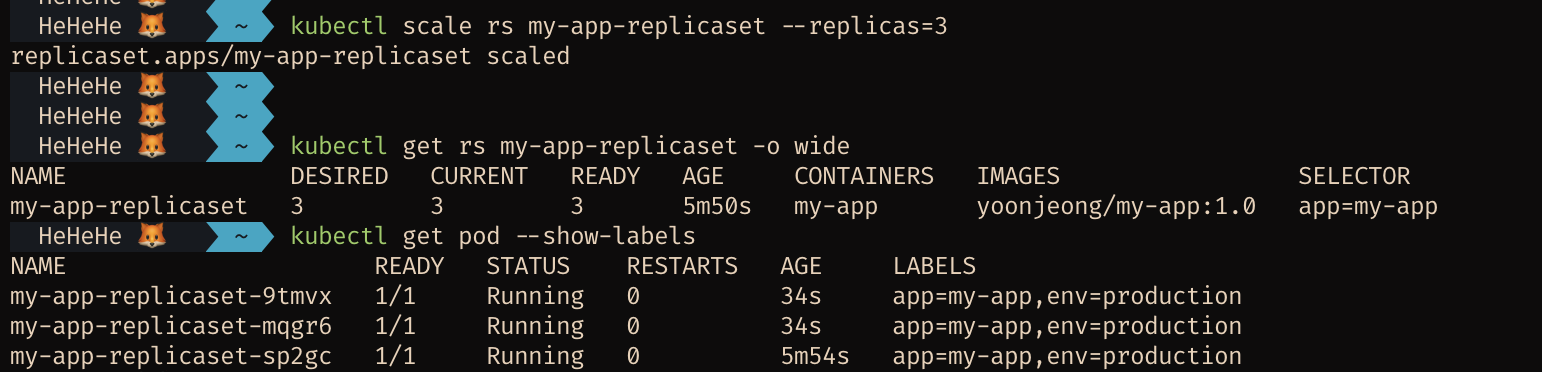 HeHeHe 🦊 ~ kubectl scale rs my-app-replicaset --replicas=3
replicaset.apps/my-app-replicaset scaled
HeHeHe 🦊 ~
HeHeHe 🦊 ~
HeHeHe 🦊 ~ kubectl get rs my-app-replicaset -o wide
NAME DESIRED CURRENT READY AGE CONTAINERS IMAGES SELECTOR
my-app-replicaset 3 3 3 5m50s my-app yoonjeong/my-app:1.0 app=my-app
HeHeHe 🦊 ~ kubectl get pod --show-labels
NAME READY STATUS RESTARTS AGE LABELS
my-app-replicaset-9tmvx 1/1 Running 0 34s app=my-app,env=production
my-app-replicaset-mqgr6 1/1 Running 0 34s app=my-app,env=production
my-app-replicaset-sp2gc 1/1 Running 0 5m54s app=my-app,env=production